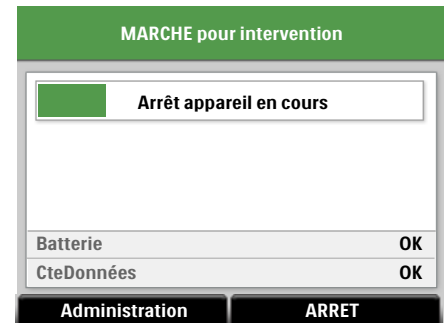 MARCHE pour intervention
Arrêt appareil en cours
Batterie OK
CteDonnées OK
Administration ARRET